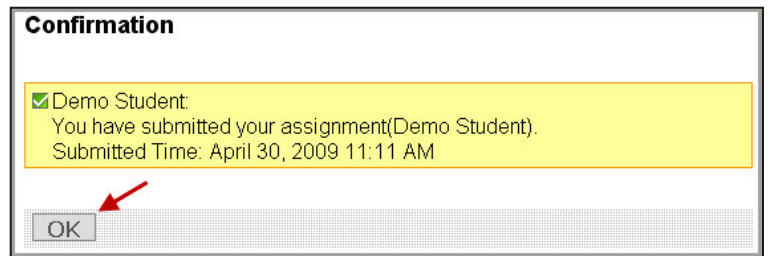 Confirmation
Demo Student:
You have submitted your assignment(Demo Student).
Submitted Time: April 30, 2009 11:11 AM
OK